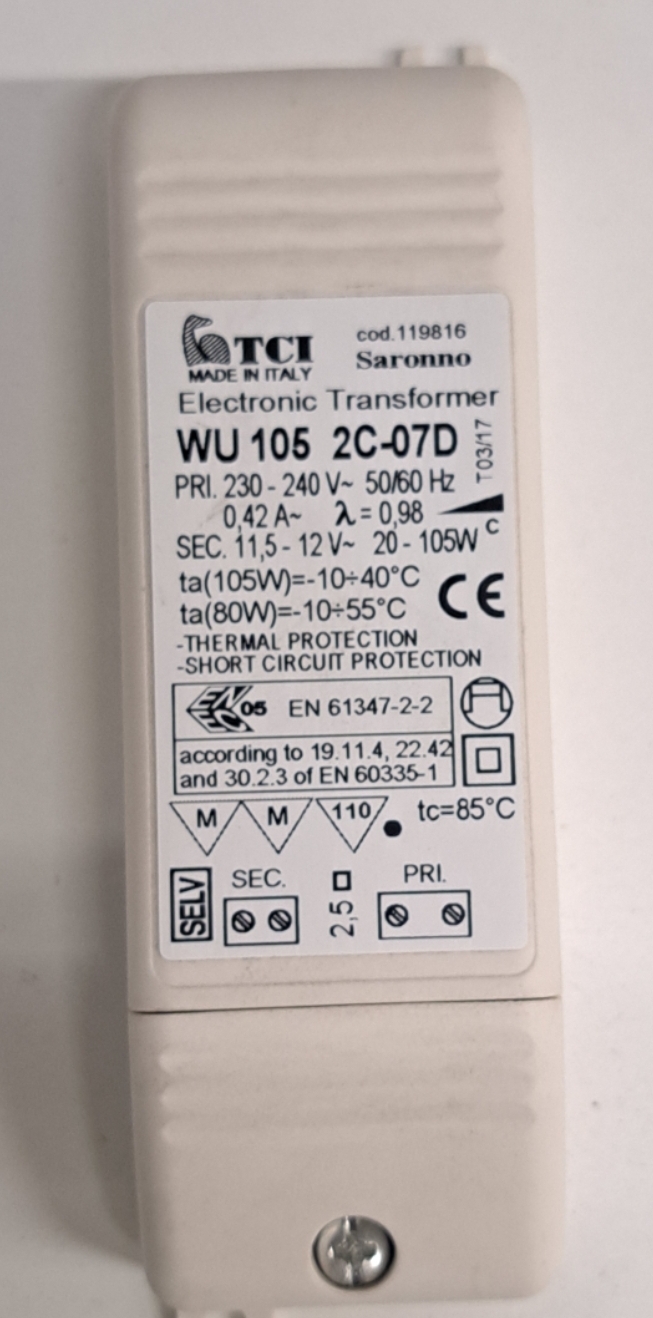 TCI
MADE IN ITALY
cod.119816
Saronno
Electronic Transformer
WU 105 2C-07D
T03/17
PRI. 230 - 240 V~ 50/60 Hz
0,42 A~ λ = 0,98
SEC. 11,5 - 12 V~ 20 - 105W
C
ta(105W)=-10÷40°C
ta(80W)=-10÷55°C
CE
-THERMAL PROTECTION
-SHORT CIRCUIT PROTECTION
05 EN 61347-2-2
according to 19.11.4, 22.42
and 30.2.3 of EN 60335-1
M M 110 tc=85°C
SELV
SEC.
2,5
PRI.